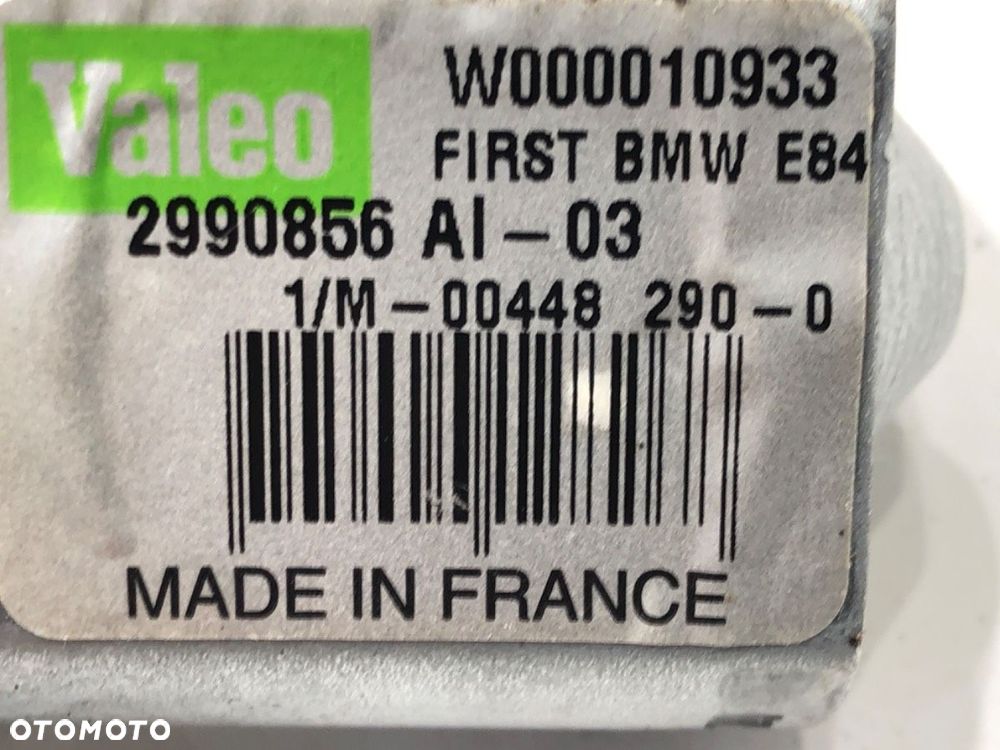 Valeo
W000010933
FIRST BMW E84
2990856 AI-03
1/M-00448 290-0
MADE IN FRANCE
OTOMOTO